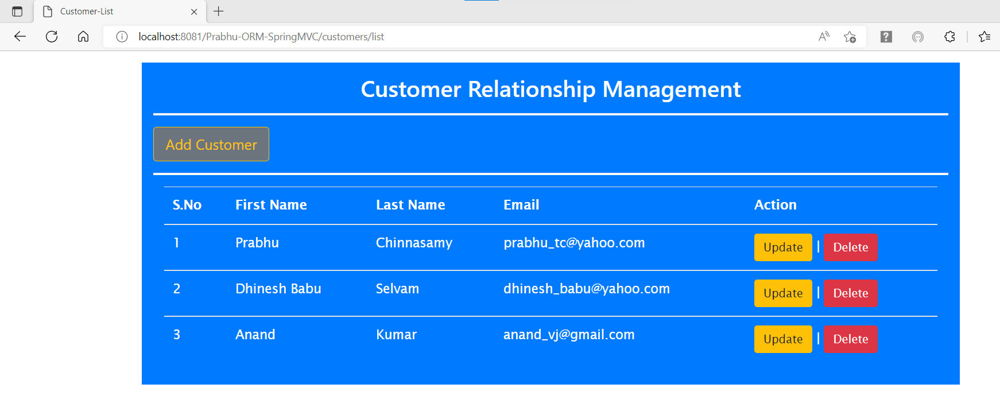 Customer-List
localhost:8081/Prabhu-ORM-SpringMVC/customers/list
Customer Relationship Management
Add Customer
S.No First Name Last Name Email Action
1 Prabhu Chinnasamy prabhu_tc@yahoo.com Update | Delete
2 Dhinesh Babu Selvam dhinesh_babu@yahoo.com Update | Delete
3 Anand Kumar anand_vj@gmail.com Update | Delete